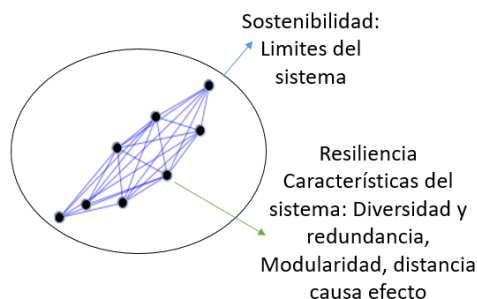 Sostenibilidad:
Limites del
sistema
Resiliencia
Características del
sistema: Diversidad y
redundancia,
Modularidad, distancia
causa efecto